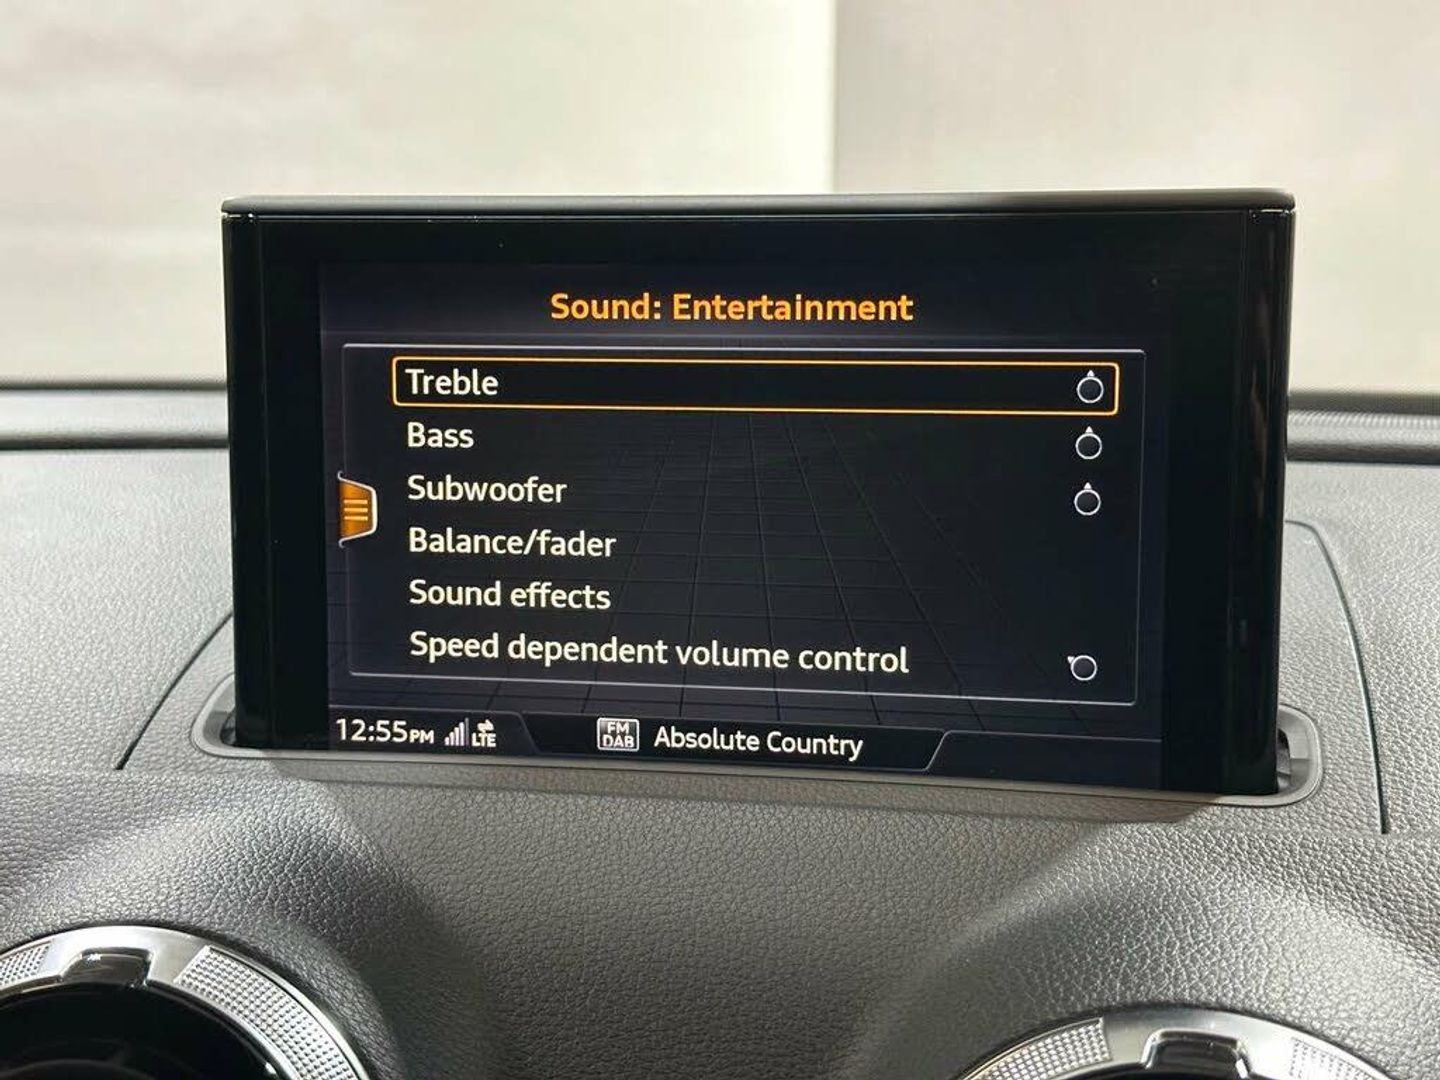 Sound: Entertainment
Treble
Bass
Subwoofer
Balance/fader
Sound effects
Speed dependent volume control
12:55PM LTE FM DAB Absolute Country